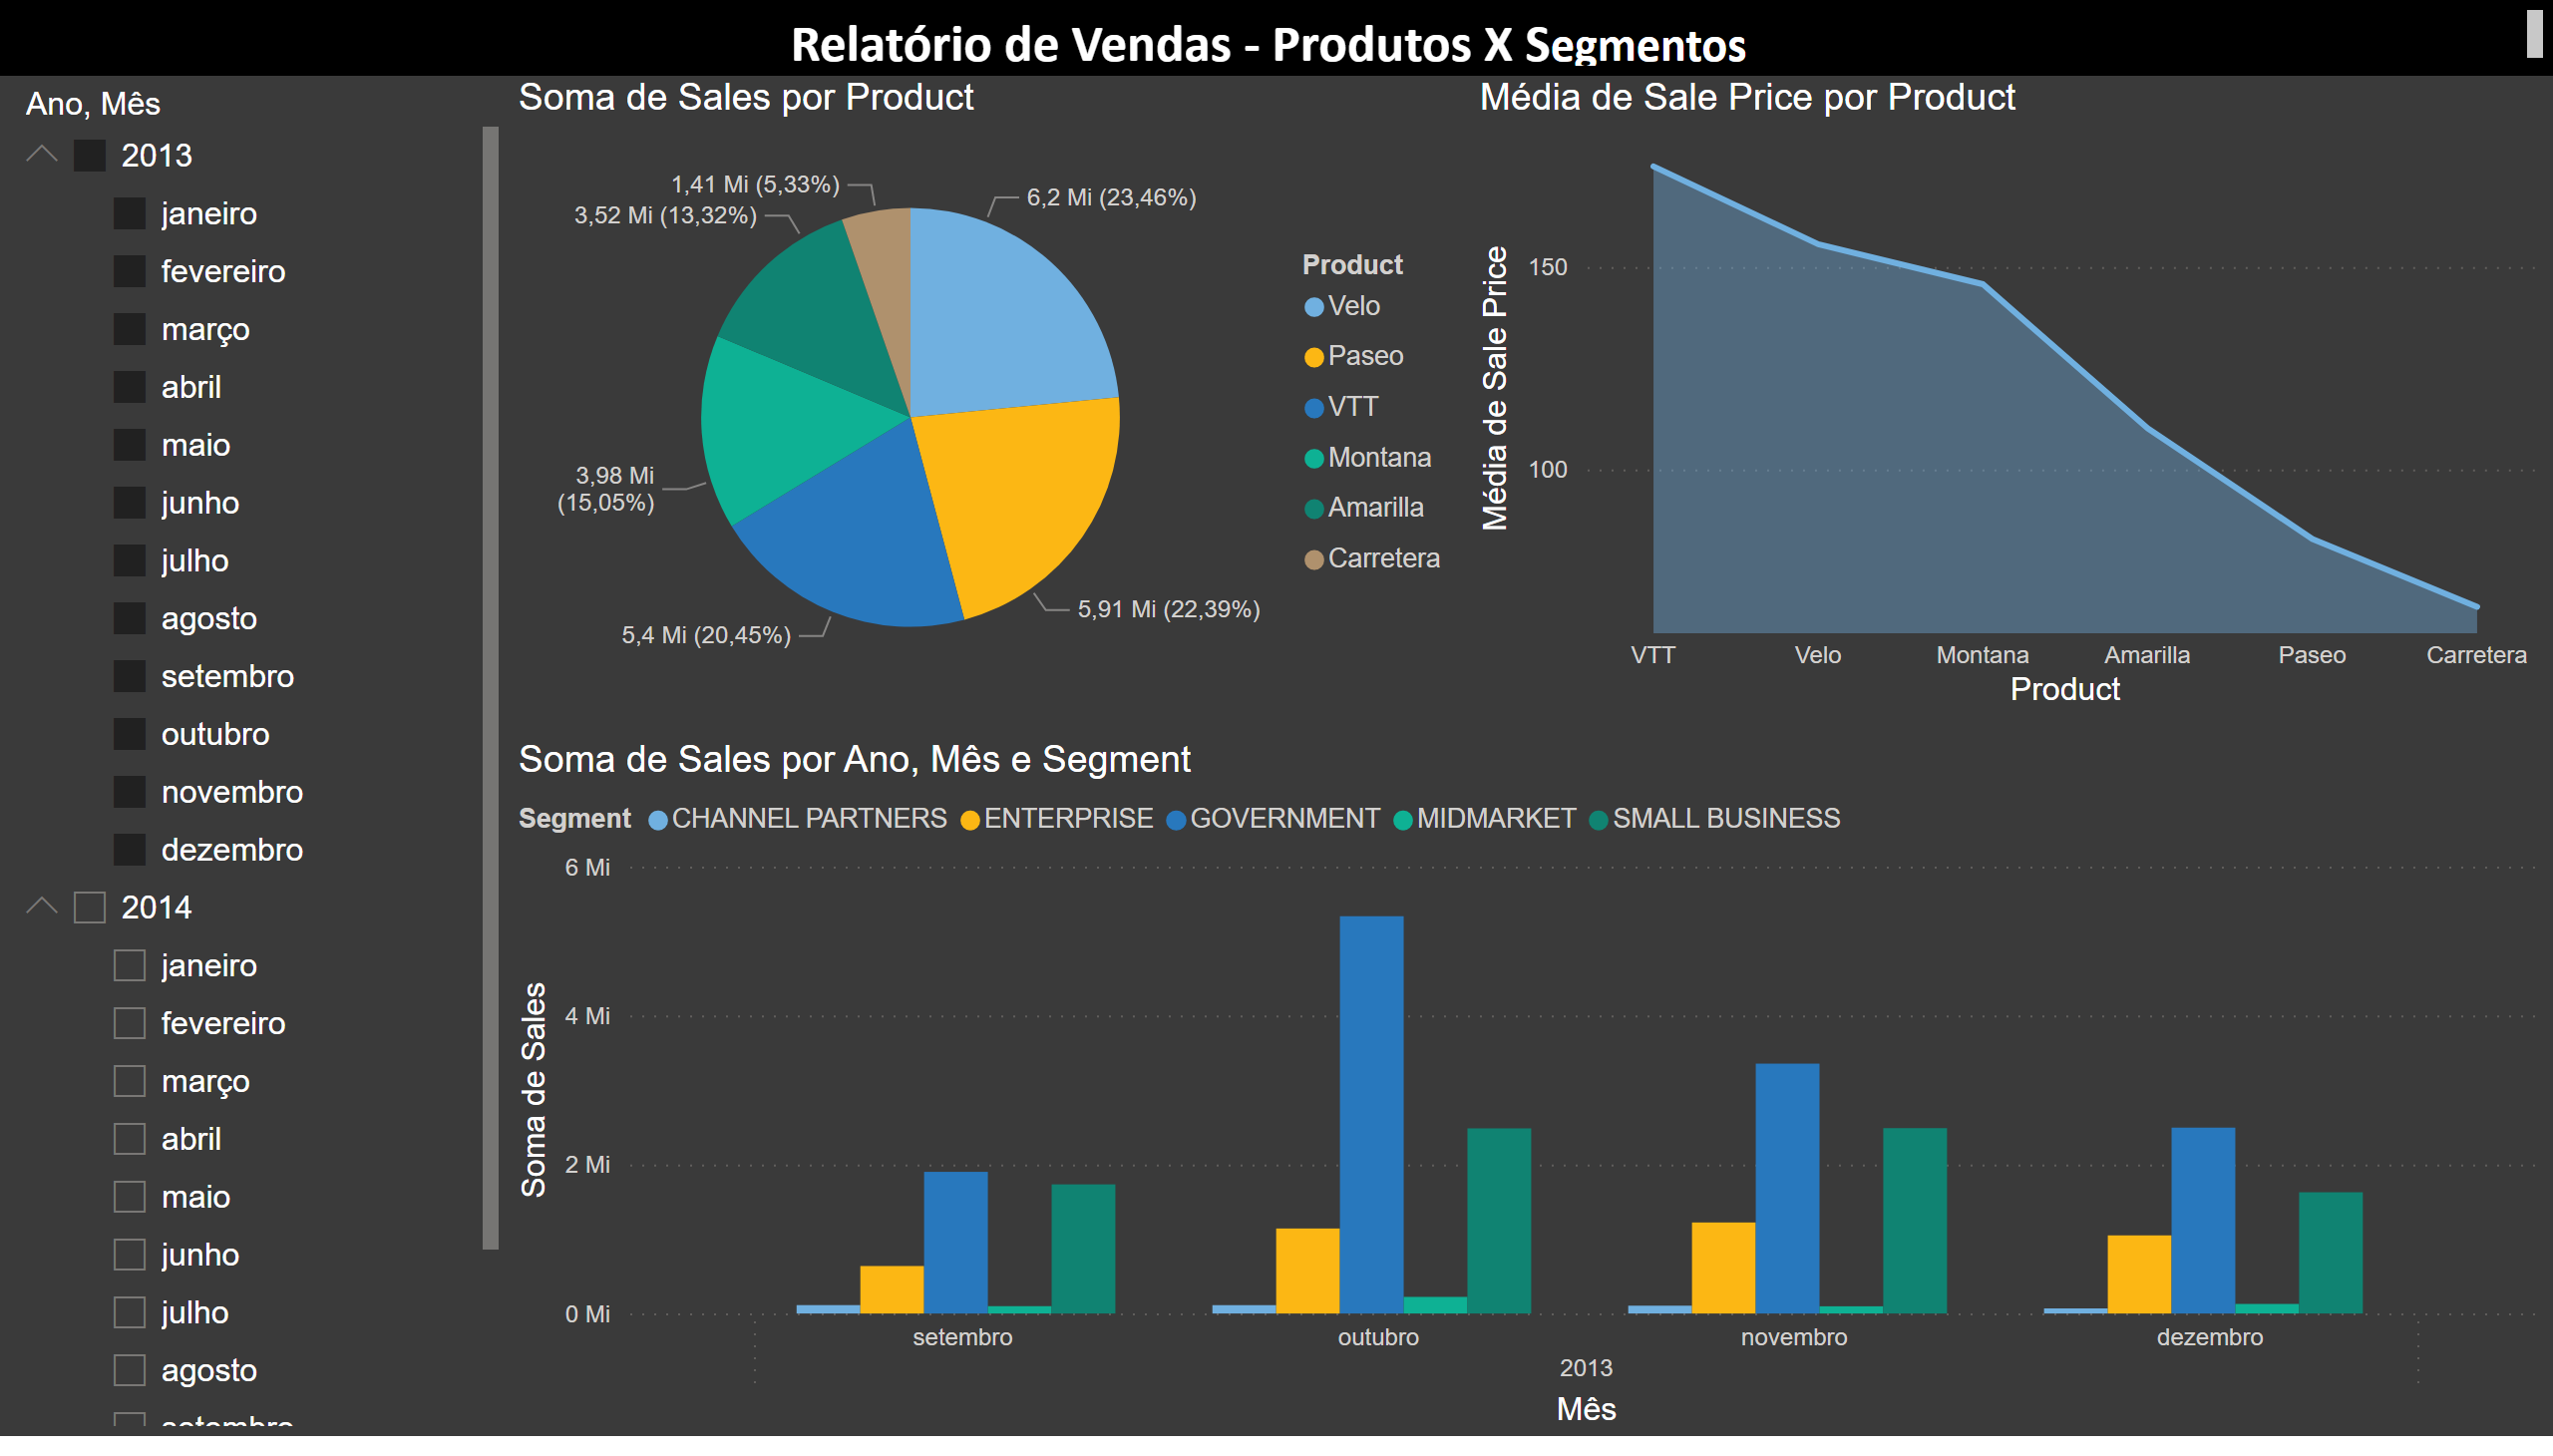 Relatório de Vendas - Produtos X Segmentos
Ano, Mês
2013
janeiro
fevereiro
março
abril
maio
junho
julho
agosto
setembro
outubro
novembro
dezembro
2014
janeiro
fevereiro
março
abril
maio
junho
julho
agosto
setembro
Soma de Sales por Product
1,41 Mi (5,33%)
3,52 Mi (13,32%)
6,2 Mi (23,46%)
3,98 Mi
(15,05%)
5,4 Mi (20,45%)
5,91 Mi (22,39%)
Product
Velo
Paseo
VTT
Montana
Amarilla
Carretera
Média de Sale Price por Product
Média de Sale Price
150
100
VTT Velo Montana Amarilla Paseo Carretera
Product
Soma de Sales por Ano, Mês e Segment
Segment CHANNEL PARTNERS ENTERPRISE GOVERNMENT MIDMARKET SMALL BUSINESS
Soma de Sales
6 Mi
4 Mi
2 Mi
0 Mi
setembro outubro novembro dezembro
2013
Mês